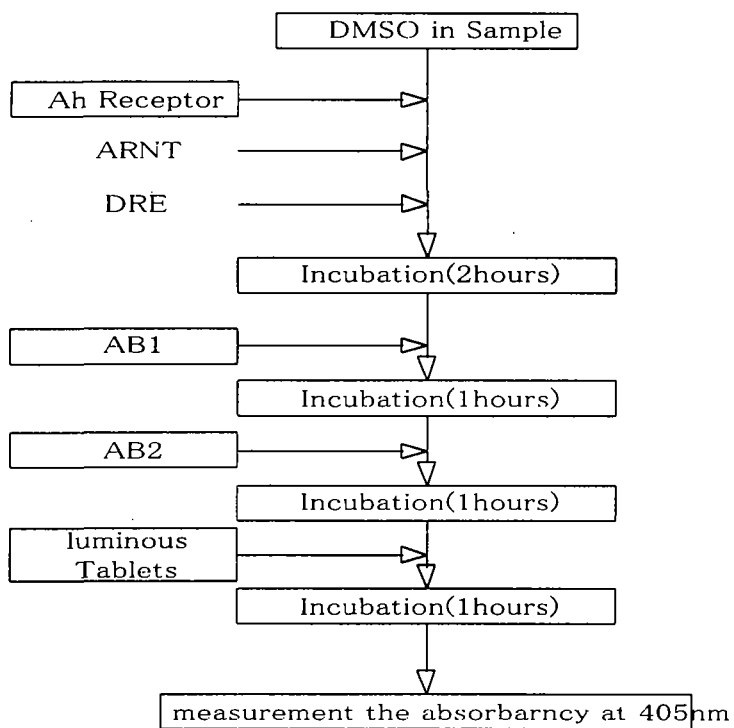 DMSO in Sample
Ah Receptor
ARNT
DRE
Incubation(2hours)
AB1
Incubation(1hours)
AB2
Incubation(1hours)
luminous
Tablets
Incubation(1hours)
measurement the absorbarncy at 405nm